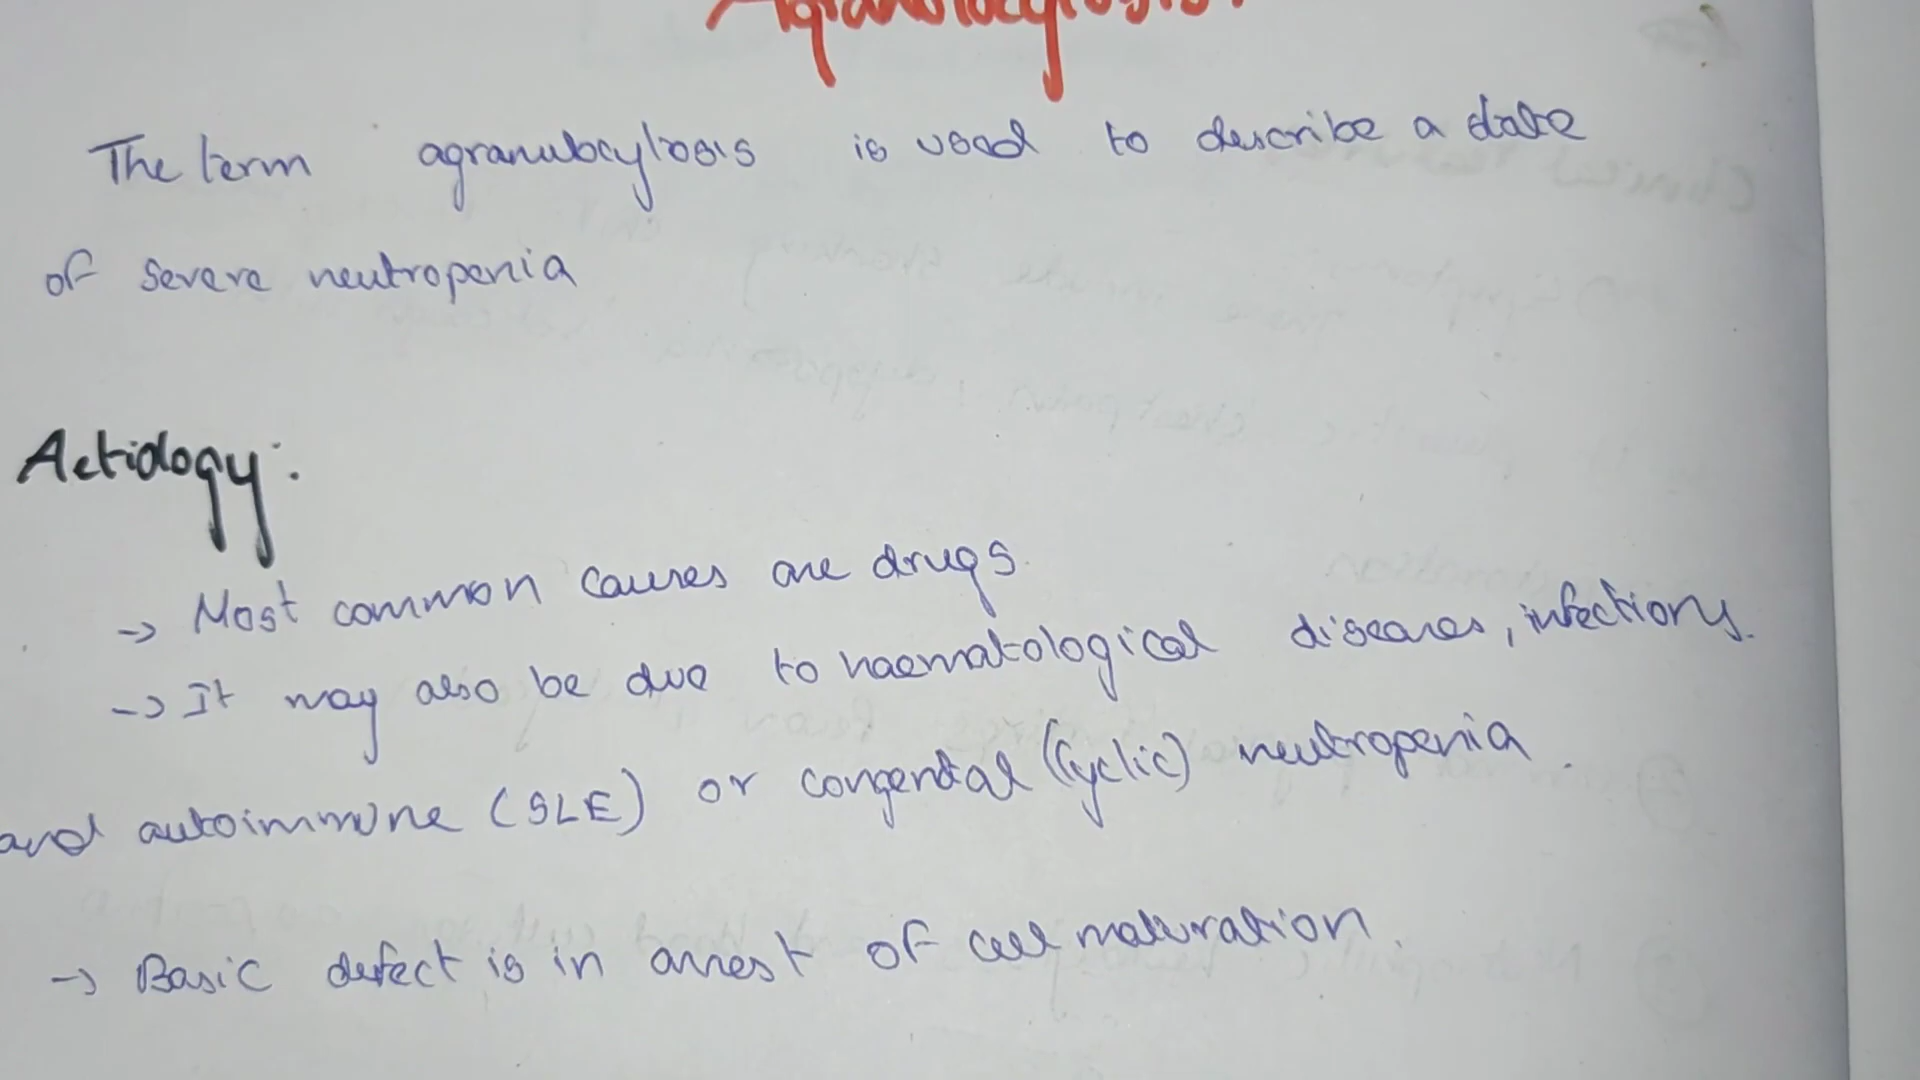 Agranulocytosis.
The term agranulocytosis is used to describe a state
of severe neutropenia
Aetiology:
→ Most common causes are drugs.
→ It may also be due to haematological diseases, infections.
and autoimmune (SLE) or congenital (cyclic) neutropenia.
→ Basic defect is in arrest of cell maturation.